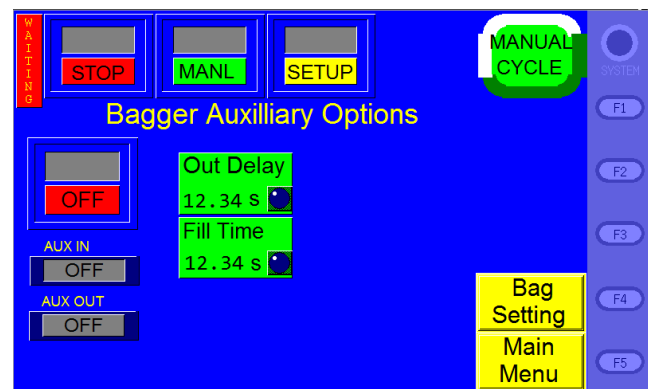 WAITING
STOP
MANL
SETUP
MANUAL
CYCLE
SYSTEM
Bagger Auxilliary Options
F1
OFF
Out Delay
12.34 s
F2
Fill Time
12.34 s
F3
AUX IN
OFF
AUX OUT
OFF
Bag
Setting
F4
Main
Menu
F5